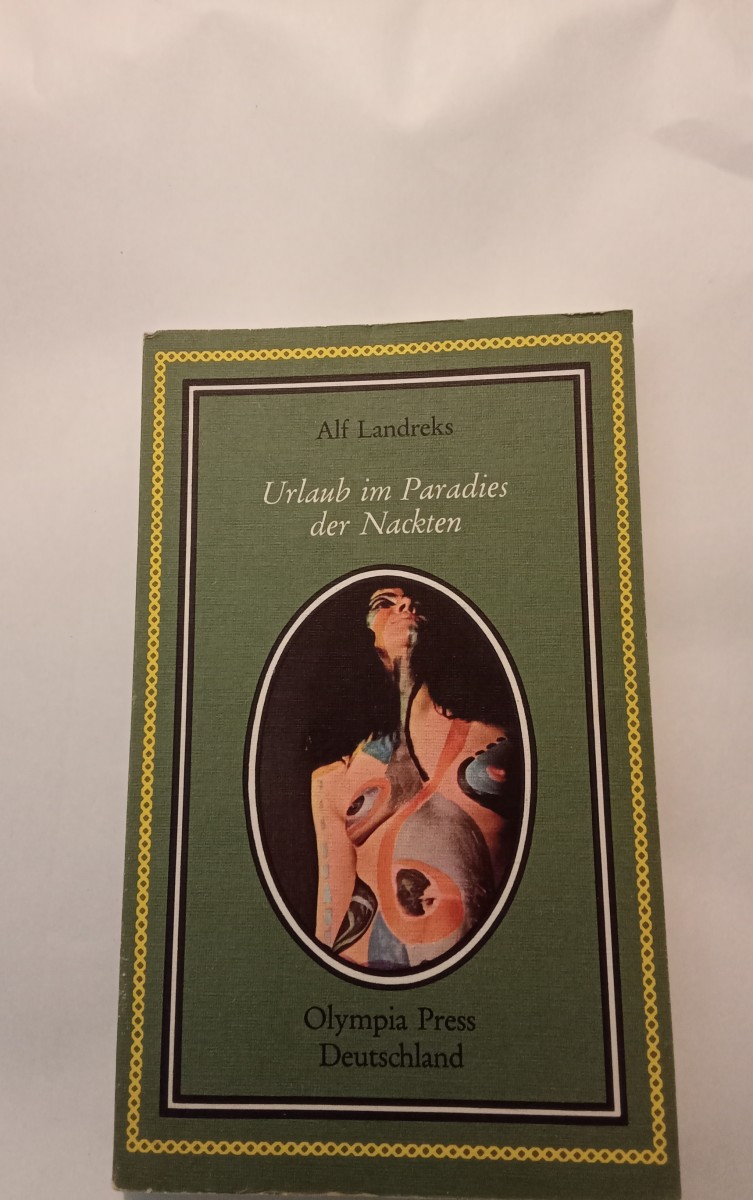 Alf Landreks
Urlaub im Paradies
der Nackten
Olympia Press
Deutschland